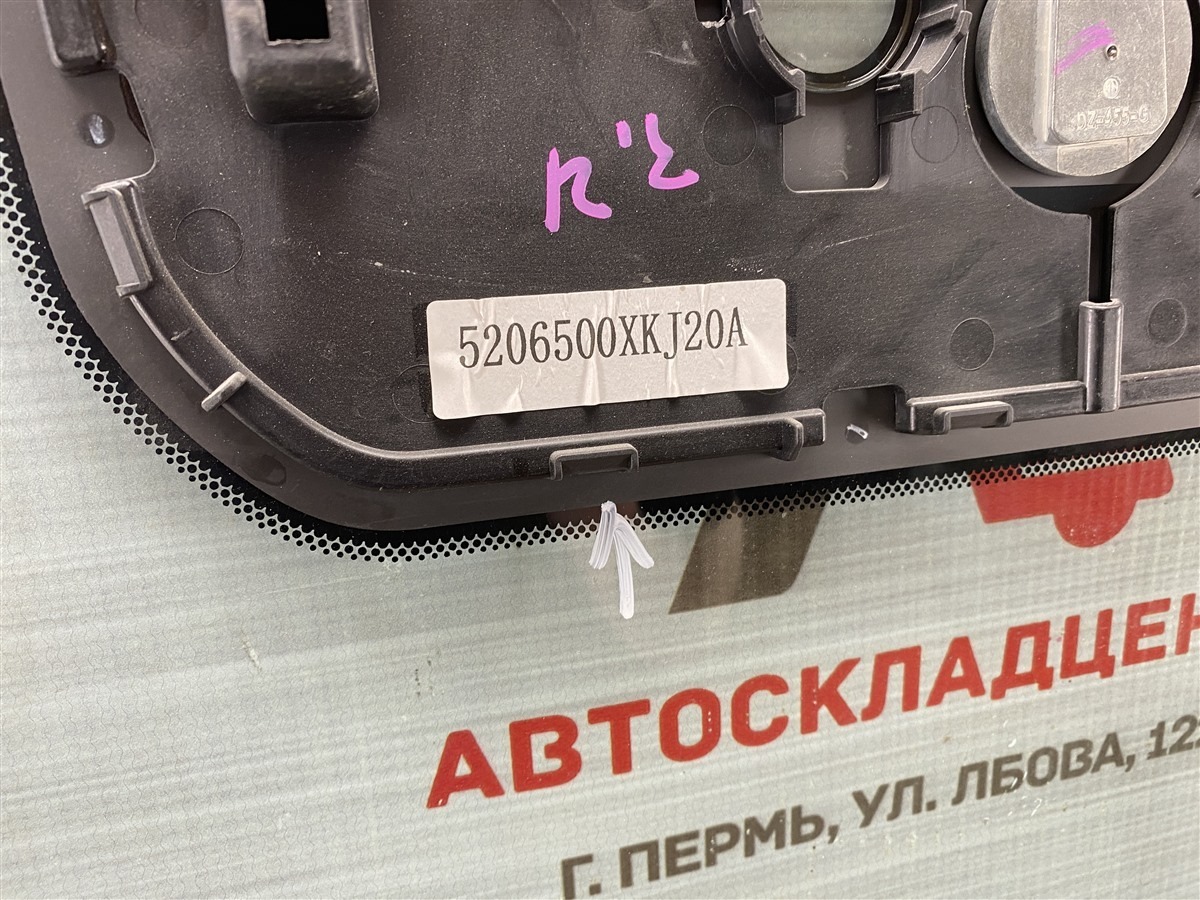 5206500XKJ20A
АВТОСКЛАДЦЕН
Г. ПЕРМЬ, УЛ. ЛБОВА, 12